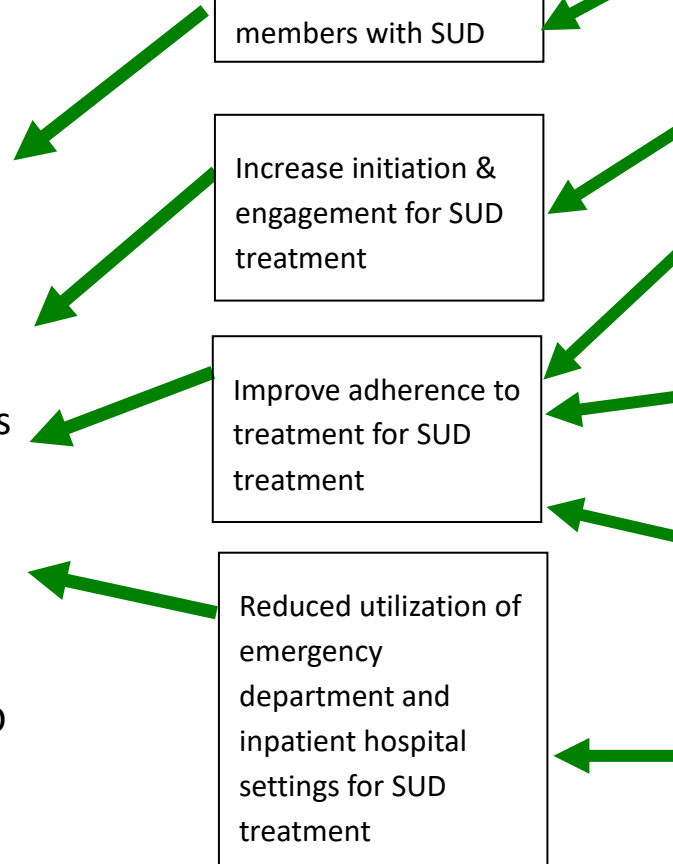 members with SUD
Increase initiation &
engagement for SUD
treatment
Improve adherence to
treatment for SUD
treatment
s
Reduced utilization of
emergency
department and
inpatient hospital
settings for SUD
treatment